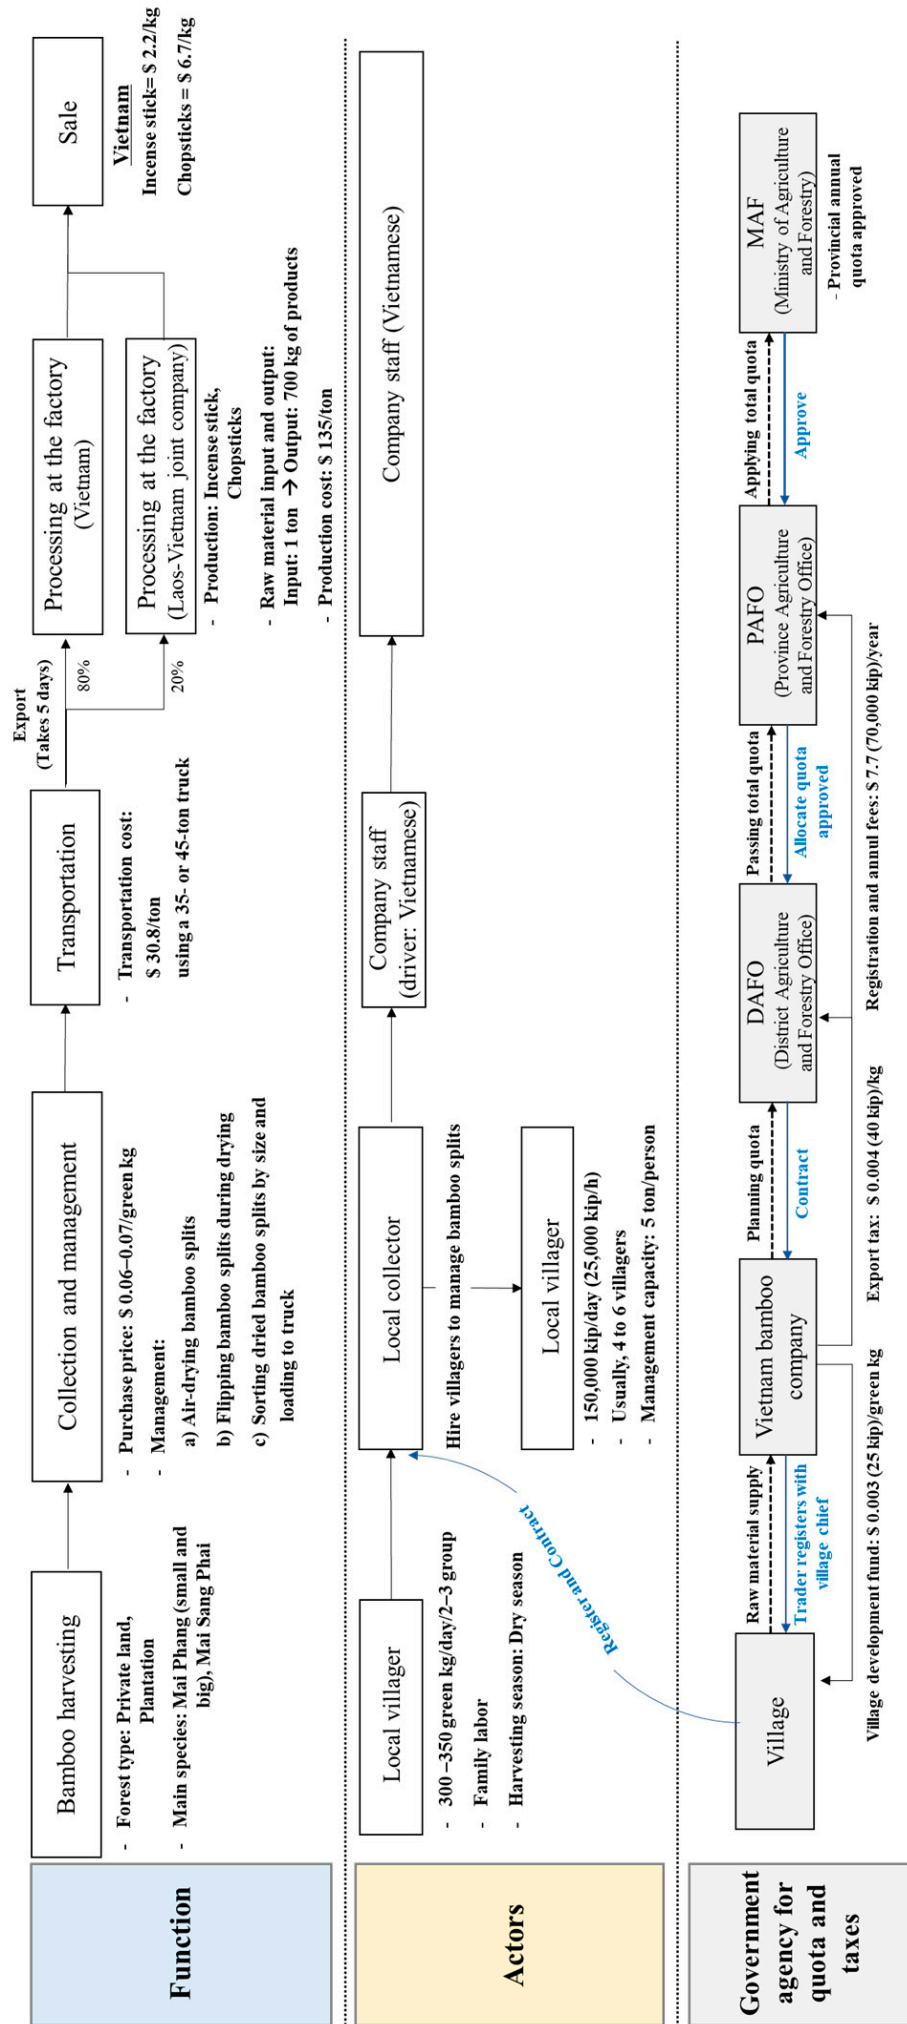 Function
Bamboo harvesting
- Forest type: Private land,
Plantation
- Main species: Mai Phang (small and
big), Mai Sang Phai
Collection and management
- Purchase price: $ 0.06–0.07/green kg
- Management:
a) Air-drying bamboo splits
b) Flipping bamboo splits during drying
c) Sorting dried bamboo splits by size and
loading to truck
Transportation
- Transportation cost:
$ 30.8/ton
using a 35- or 45-ton truck
Export
(Takes 5 days)
80%
20%
Processing at the factory
(Vietnam)
Processing at the factory
(Laos-Vietnam joint company)
- Production: Incense stick,
Chopsticks
- Raw material input and output:
Input: 1 ton → Output: 700 kg of products
- Production cost: $ 135/ton
Sale
Vietnam
Incense stick= $ 2.2/kg
Chopsticks = $ 6.7/kg
Actors
Local villager
- 300–350 green kg/day/2–3 group
- Family labor
- Harvesting season: Dry season
Register and Contract
Local collector
Hire villagers to manage bamboo splits
Local villager
- 150,000 kip/day (25,000 kip/h)
- Usually, 4 to 6 villagers
- Management capacity: 5 ton/person
Company staff
(driver: Vietnamese)
Company staff (Vietnamese)
Government
agency for
quota and
taxes
Village
Raw material supply
Trader registers with
village chief
Vietnam bamboo
company
Planning quota
Contract
DAFO
(District Agriculture
and Forestry Office)
Passing total quota
Allocate quota
approved
PAFO
(Province Agriculture
and Forestry Office)
Applying total quota
Approve
MAF
(Ministry of Agriculture
and Forestry)
- Provincial annual
quota approved
Village development fund: $ 0.003 (25 kip)/green kg
Export tax: $ 0.004 (40 kip)/kg
Registration and annul fees: $ 7.7 (70,000 kip)/year